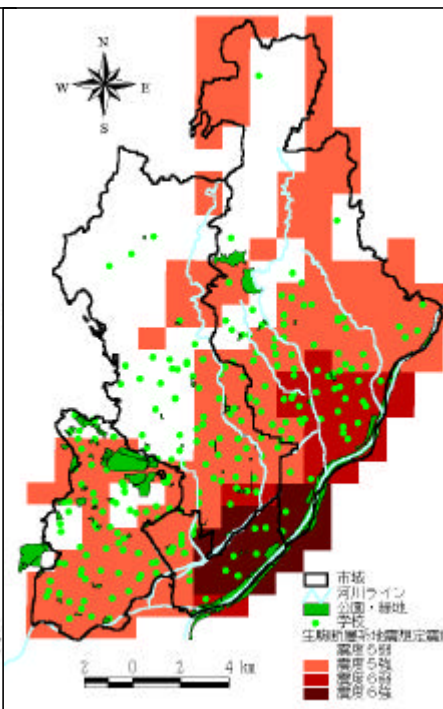 N
W E
S
市域
河川ライン
公園・緑地
学校
生駒断層系地震想定震
震度5弱
震度5強
震度6弱
震度6強
2 0 2 4 km